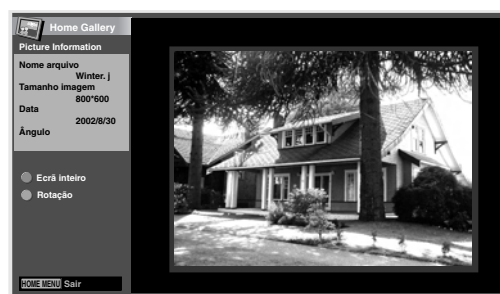 Home Gallery
Picture Information
Nome arquivo
Winter. j
Tamanho imagem
800*600
Data
2002/8/30
Ângulo
Ecrã inteiro
Rotação
HOME MENU Sair